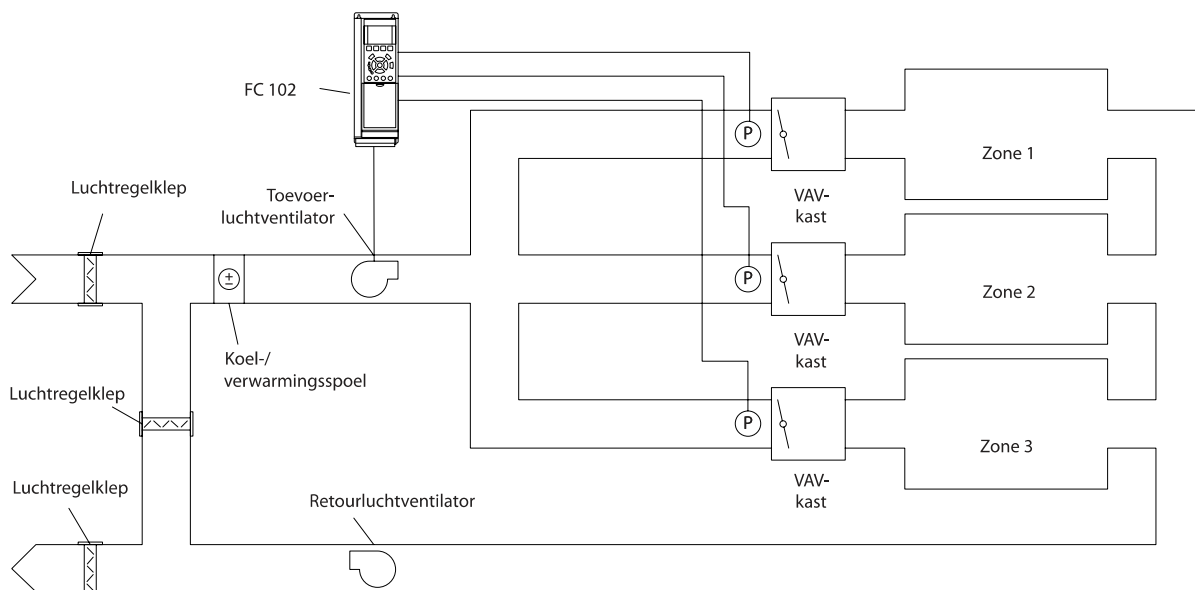 FC 102
P
Zone 1
Luchtregelklep
Toevoer-
luchtventilator
VAV-
kast
±
P
Zone 2
Koel-/
verwarmingsspoel
VAV-
kast
Luchtregelklep
P
Zone 3
Luchtregelklep
Retourluchtventilator
VAV-
kast